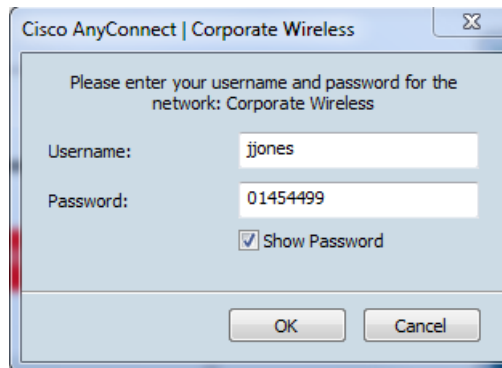 Cisco AnyConnect | Corporate Wireless
Please enter your username and password for the
network: Corporate Wireless
Username: jjones
Password: 01454499
Show Password
OK Cancel